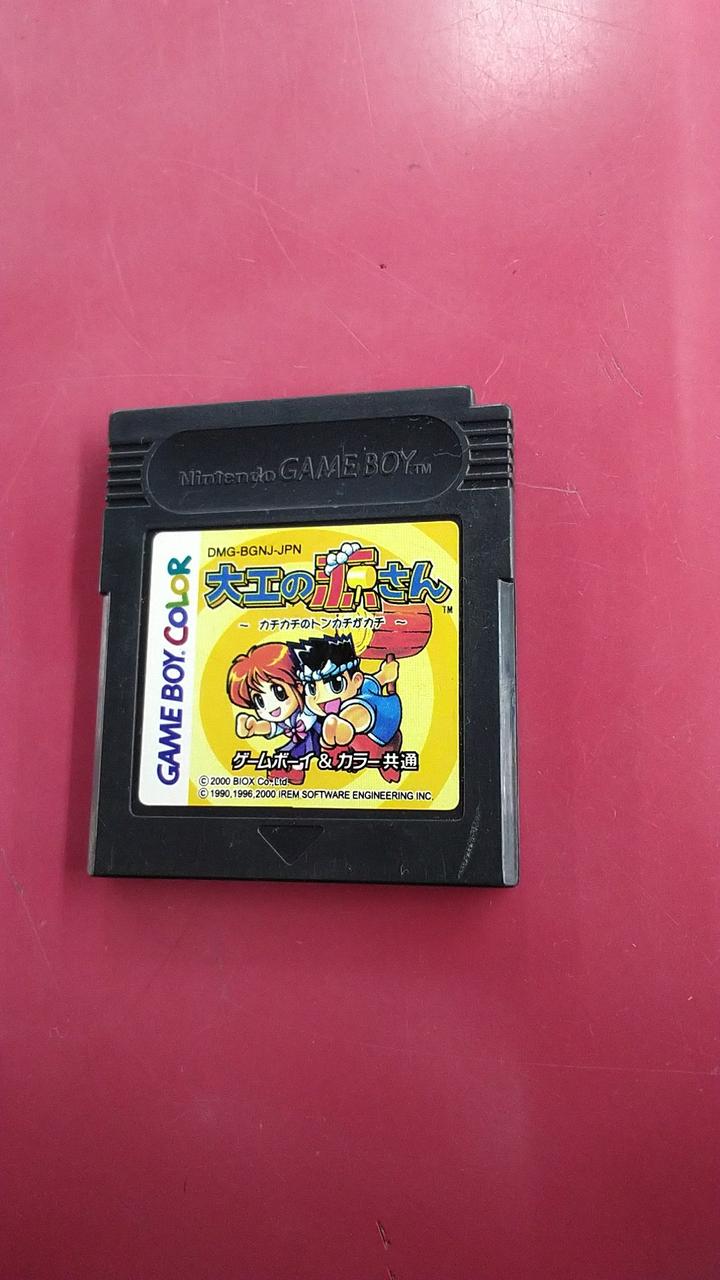 Nintendo GAME BOY TM
GAME BOY COLOR
DMG-BGNJ-JPN
大工の源さん TM
~ カチカチのトンカチがカチ ~
ゲームボーイ & カラー共通
© 2000 BIOX Co.,Ltd
© 1990,1996,2000 IREM SOFTWARE ENGINEERING INC.